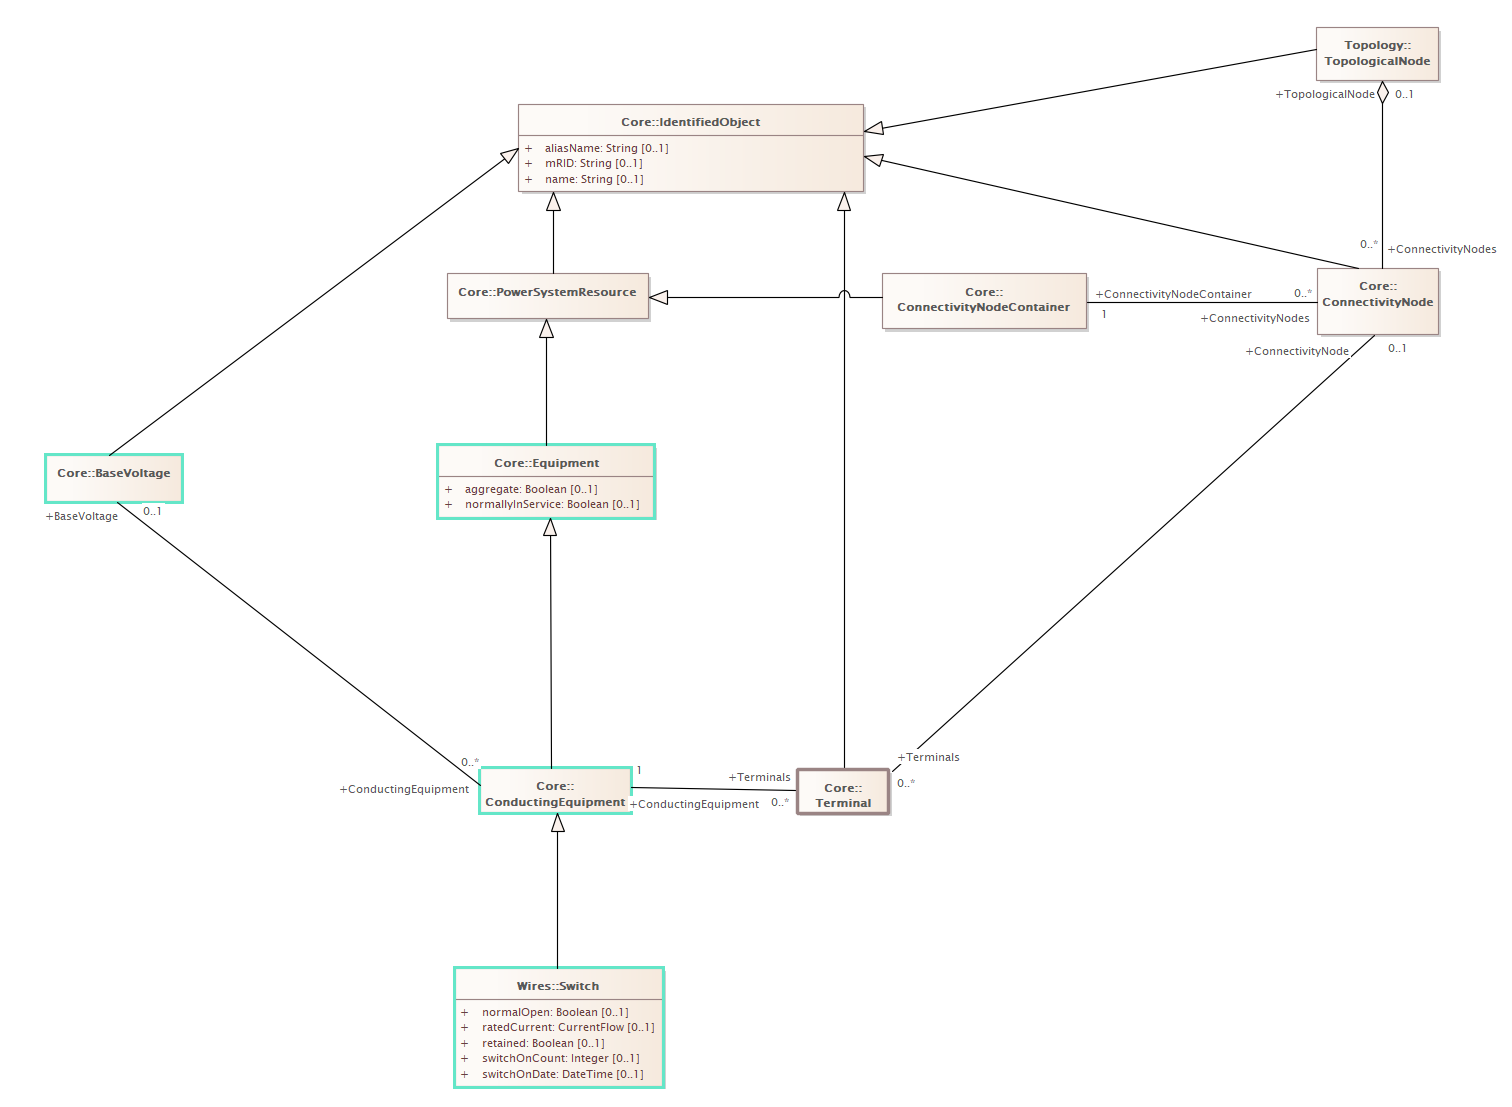 Topology::
TopologicalNode
+TopologicalNode
0..1
Core::IdentifiedObject
+ aliasName: String [0..1]
+ mRID: String [0..1]
+ name: String [0..1]
0..*
+ConnectivityNodes
Core::PowerSystemResource
Core::
ConnectivityNodeContainer
+ConnectivityNodeContainer
1
0..*
+ConnectivityNodes
Core::
ConnectivityNode
+ConnectivityNode
0..1
Core::BaseVoltage
+BaseVoltage
0..1
Core::Equipment
+ aggregate: Boolean [0..1]
+ normallyInService: Boolean [0..1]
0..*
+ConductingEquipment
Core::
ConductingEquipment
1
+ConductingEquipment
+Terminals
0..*
Core::
Terminal
+Terminals
0..*
Wires::Switch
+ normalOpen: Boolean [0..1]
+ ratedCurrent: CurrentFlow [0..1]
+ retained: Boolean [0..1]
+ switchOnCount: Integer [0..1]
+ switchOnDate: DateTime [0..1]